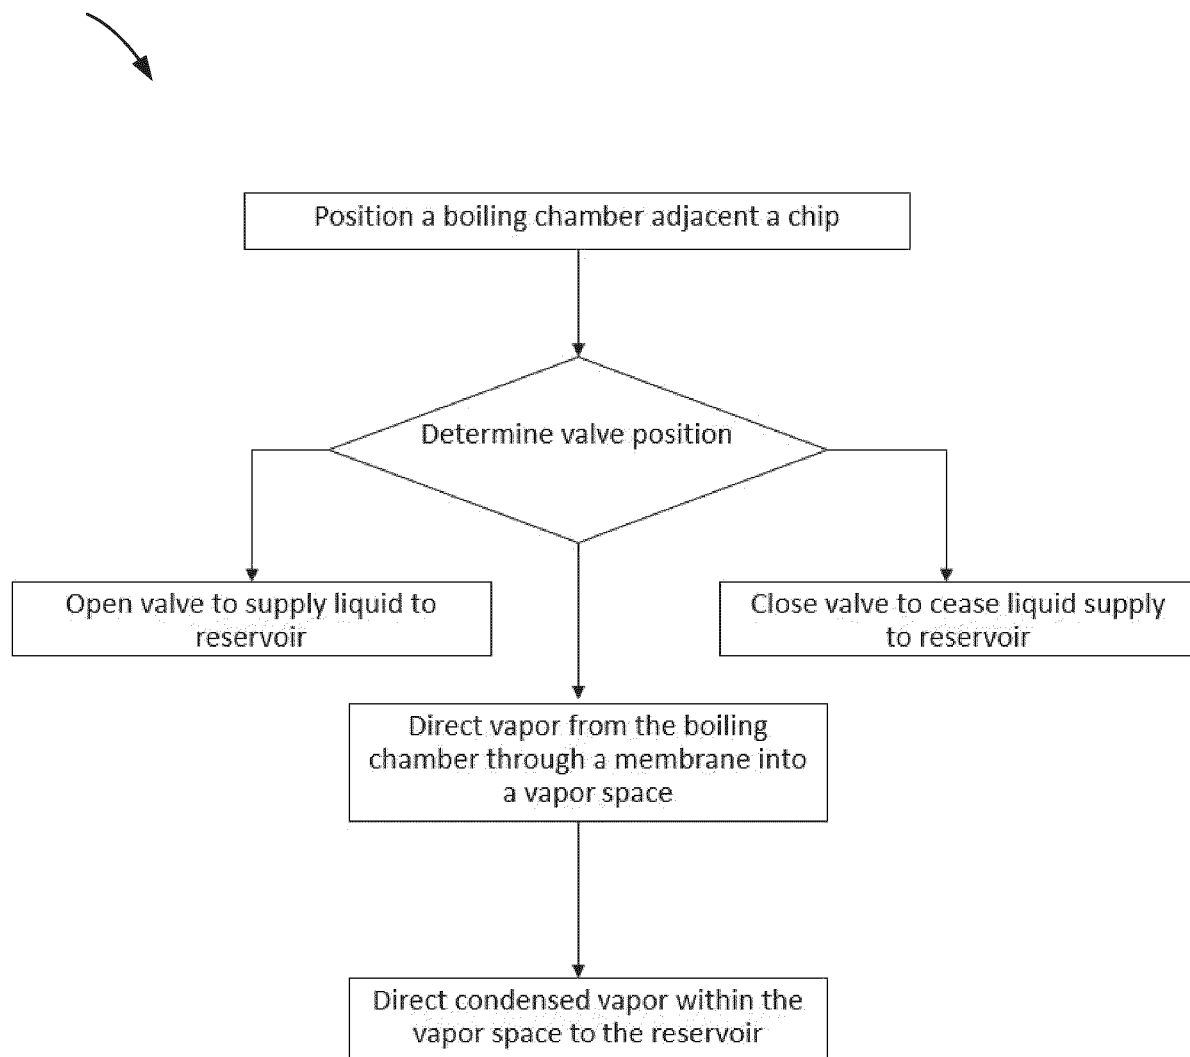 Position a boiling chamber adjacent a chip
Determine valve position
Open valve to supply liquid to
reservoir
Close valve to cease liquid supply
to reservoir
Direct vapor from the boiling
chamber through a membrane into
a vapor space
Direct condensed vapor within the
vapor space to the reservoir